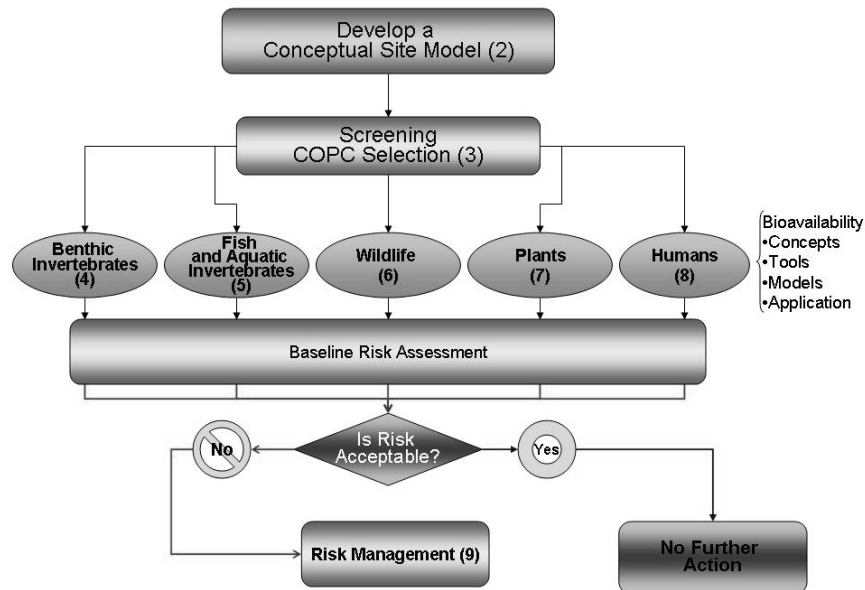 Develop a
Conceptual Site Model (2)
Screening
COPC Selection (3)
Benthic
Invertebrates
(4)
Fish
and Aquatic
Invertebrates
(5)
Wildlife
(6)
Plants
(7)
Humans
(8)
Bioavailability
•Concepts
•Tools
•Models
•Application
Baseline Risk Assessment
Is Risk
Acceptable?
No
Yes
Risk Management (9)
No Further
Action